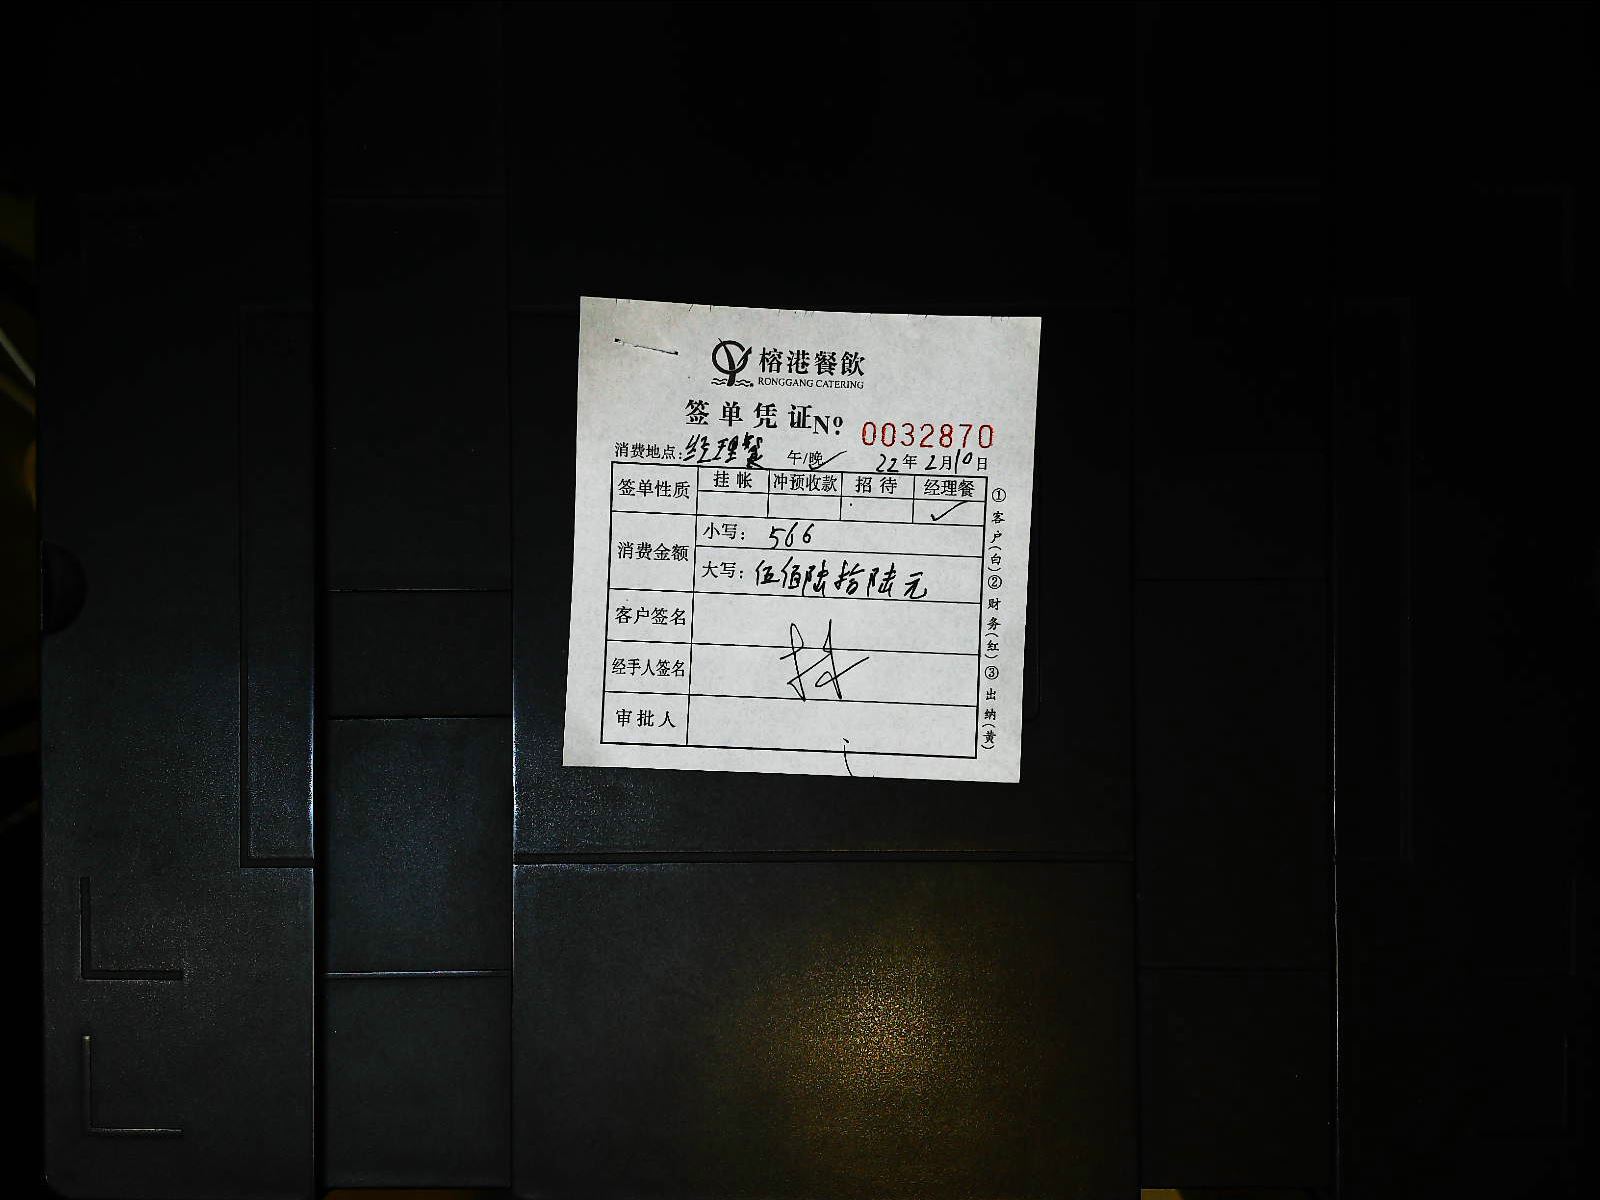 榕港餐飲
RONGGANG CATERING
签单凭证 Nº 0032870
消费地点: 经理餐 午/晚✓ 22年2月10日
签单性质 挂帐 冲预收款 招待 经理餐
✓
消费金额
小写: 566
大写: 伍佰陆拾陆元
客户签名
经手人签名
审批人
①客户(白)②财务(红)③出纳(黄)